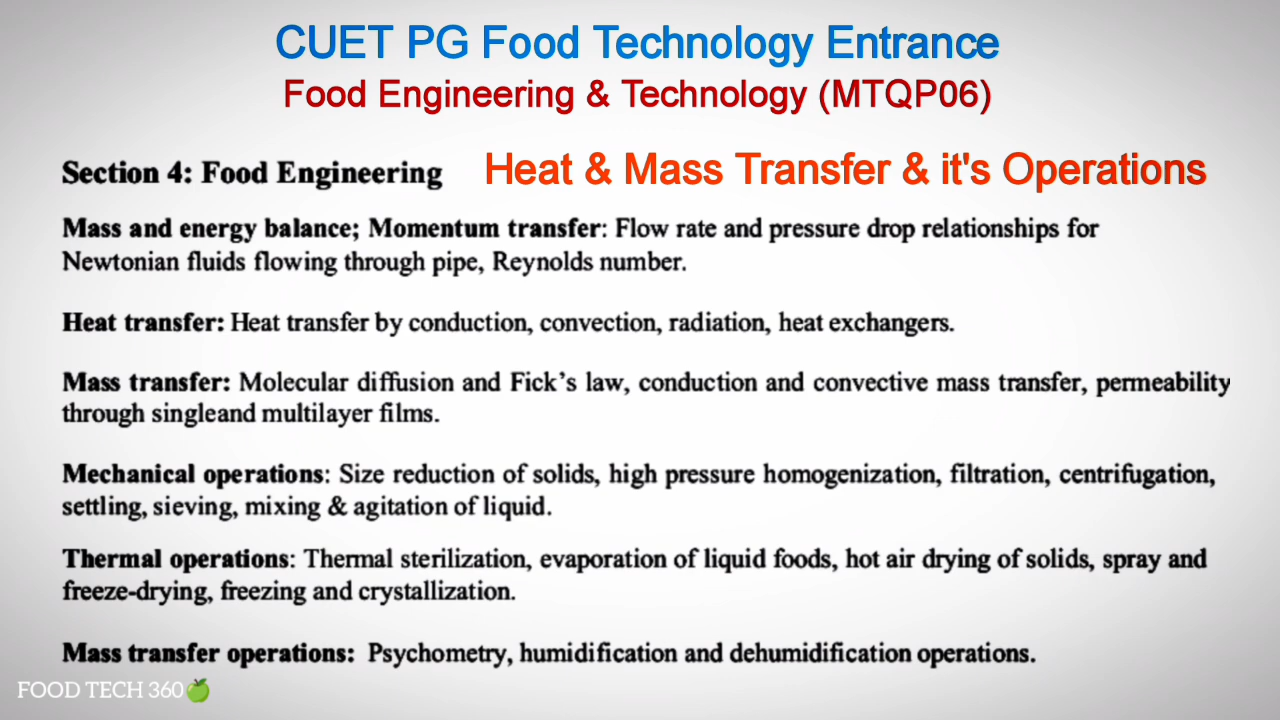 CUET PG Food Technology Entrance
Food Engineering & Technology (MTQP06)
Section 4: Food Engineering
Heat & Mass Transfer & it's Operations
Mass and energy balance; Momentum transfer: Flow rate and pressure drop relationships for
Newtonian fluids flowing through pipe, Reynolds number.
Heat transfer: Heat transfer by conduction, convection, radiation, heat exchangers.
Mass transfer: Molecular diffusion and Fick's law, conduction and convective mass transfer, permeability
through singleand multilayer films.
Mechanical operations: Size reduction of solids, high pressure homogenization, filtration, centrifugation,
settling, sieving, mixing & agitation of liquid.
Thermal operations: Thermal sterilization, evaporation of liquid foods, hot air drying of solids, spray and
freeze-drying, freezing and crystallization.
Mass transfer operations: Psychometry, humidification and dehumidification operations.
FOOD TECH 360